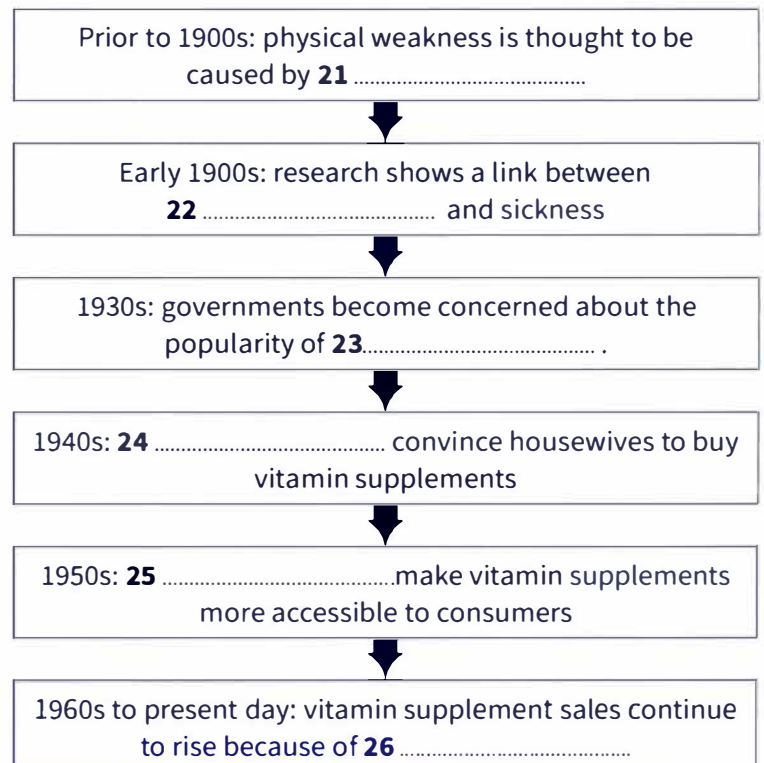 Prior to 1900s: physical weakness is thought to be
caused by 21 ..........................................
Early 1900s: research shows a link between
22 .......................................... and sickness
1930s: governments become concerned about the
popularity of 23.......................................... .
1940s: 24 .......................................... convince housewives to buy
vitamin supplements
1950s: 25 ..........................................make vitamin supplements
more accessible to consumers
1960s to present day: vitamin supplement sales continue
to rise because of 26 ..........................................